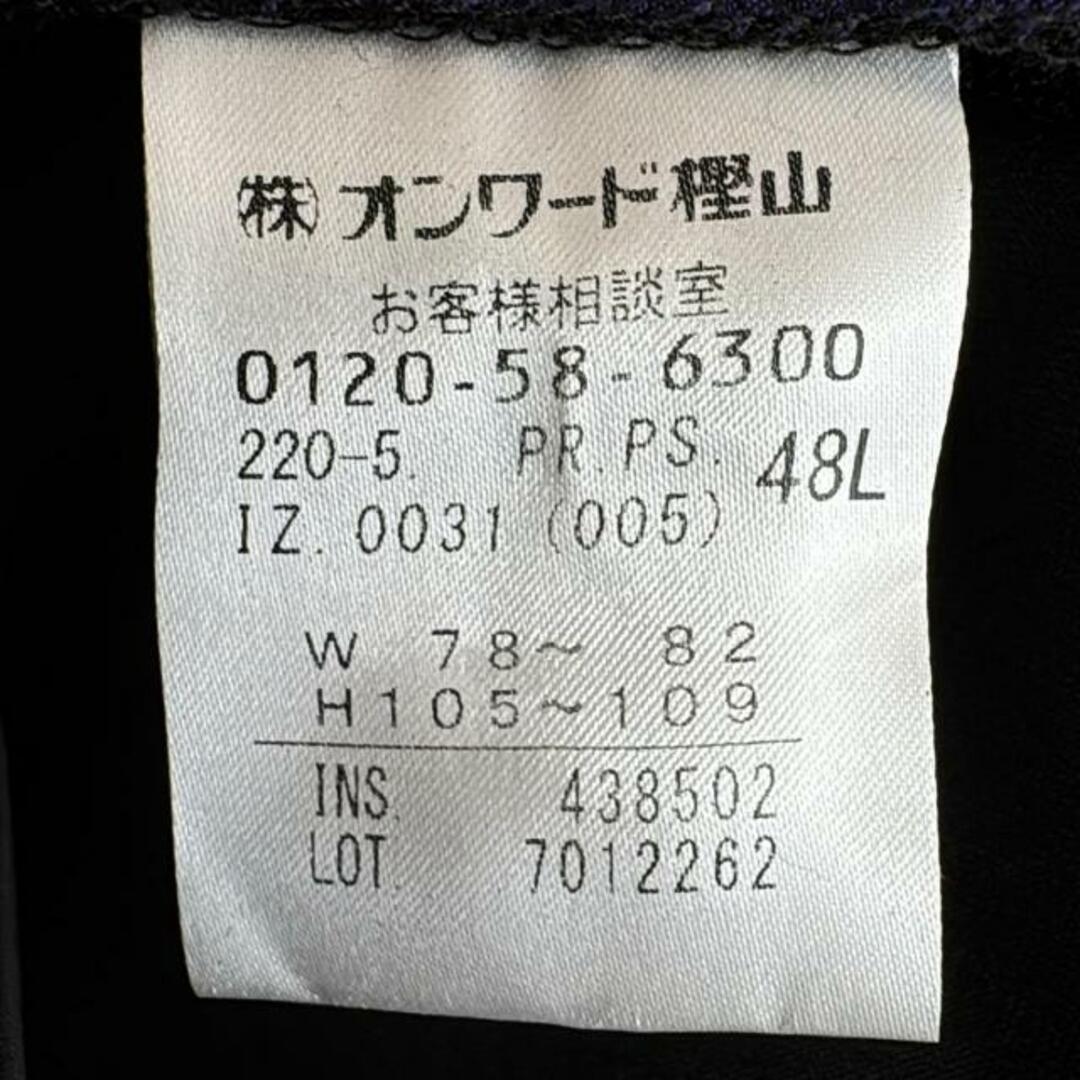 ㈱オンワード樫山
お客様相談室
0120-58-6300
220-5. PR.PS. 48L
IZ.0031(005)
W 78～ 82
H105～109
INS. 438502
LOT. 7012262